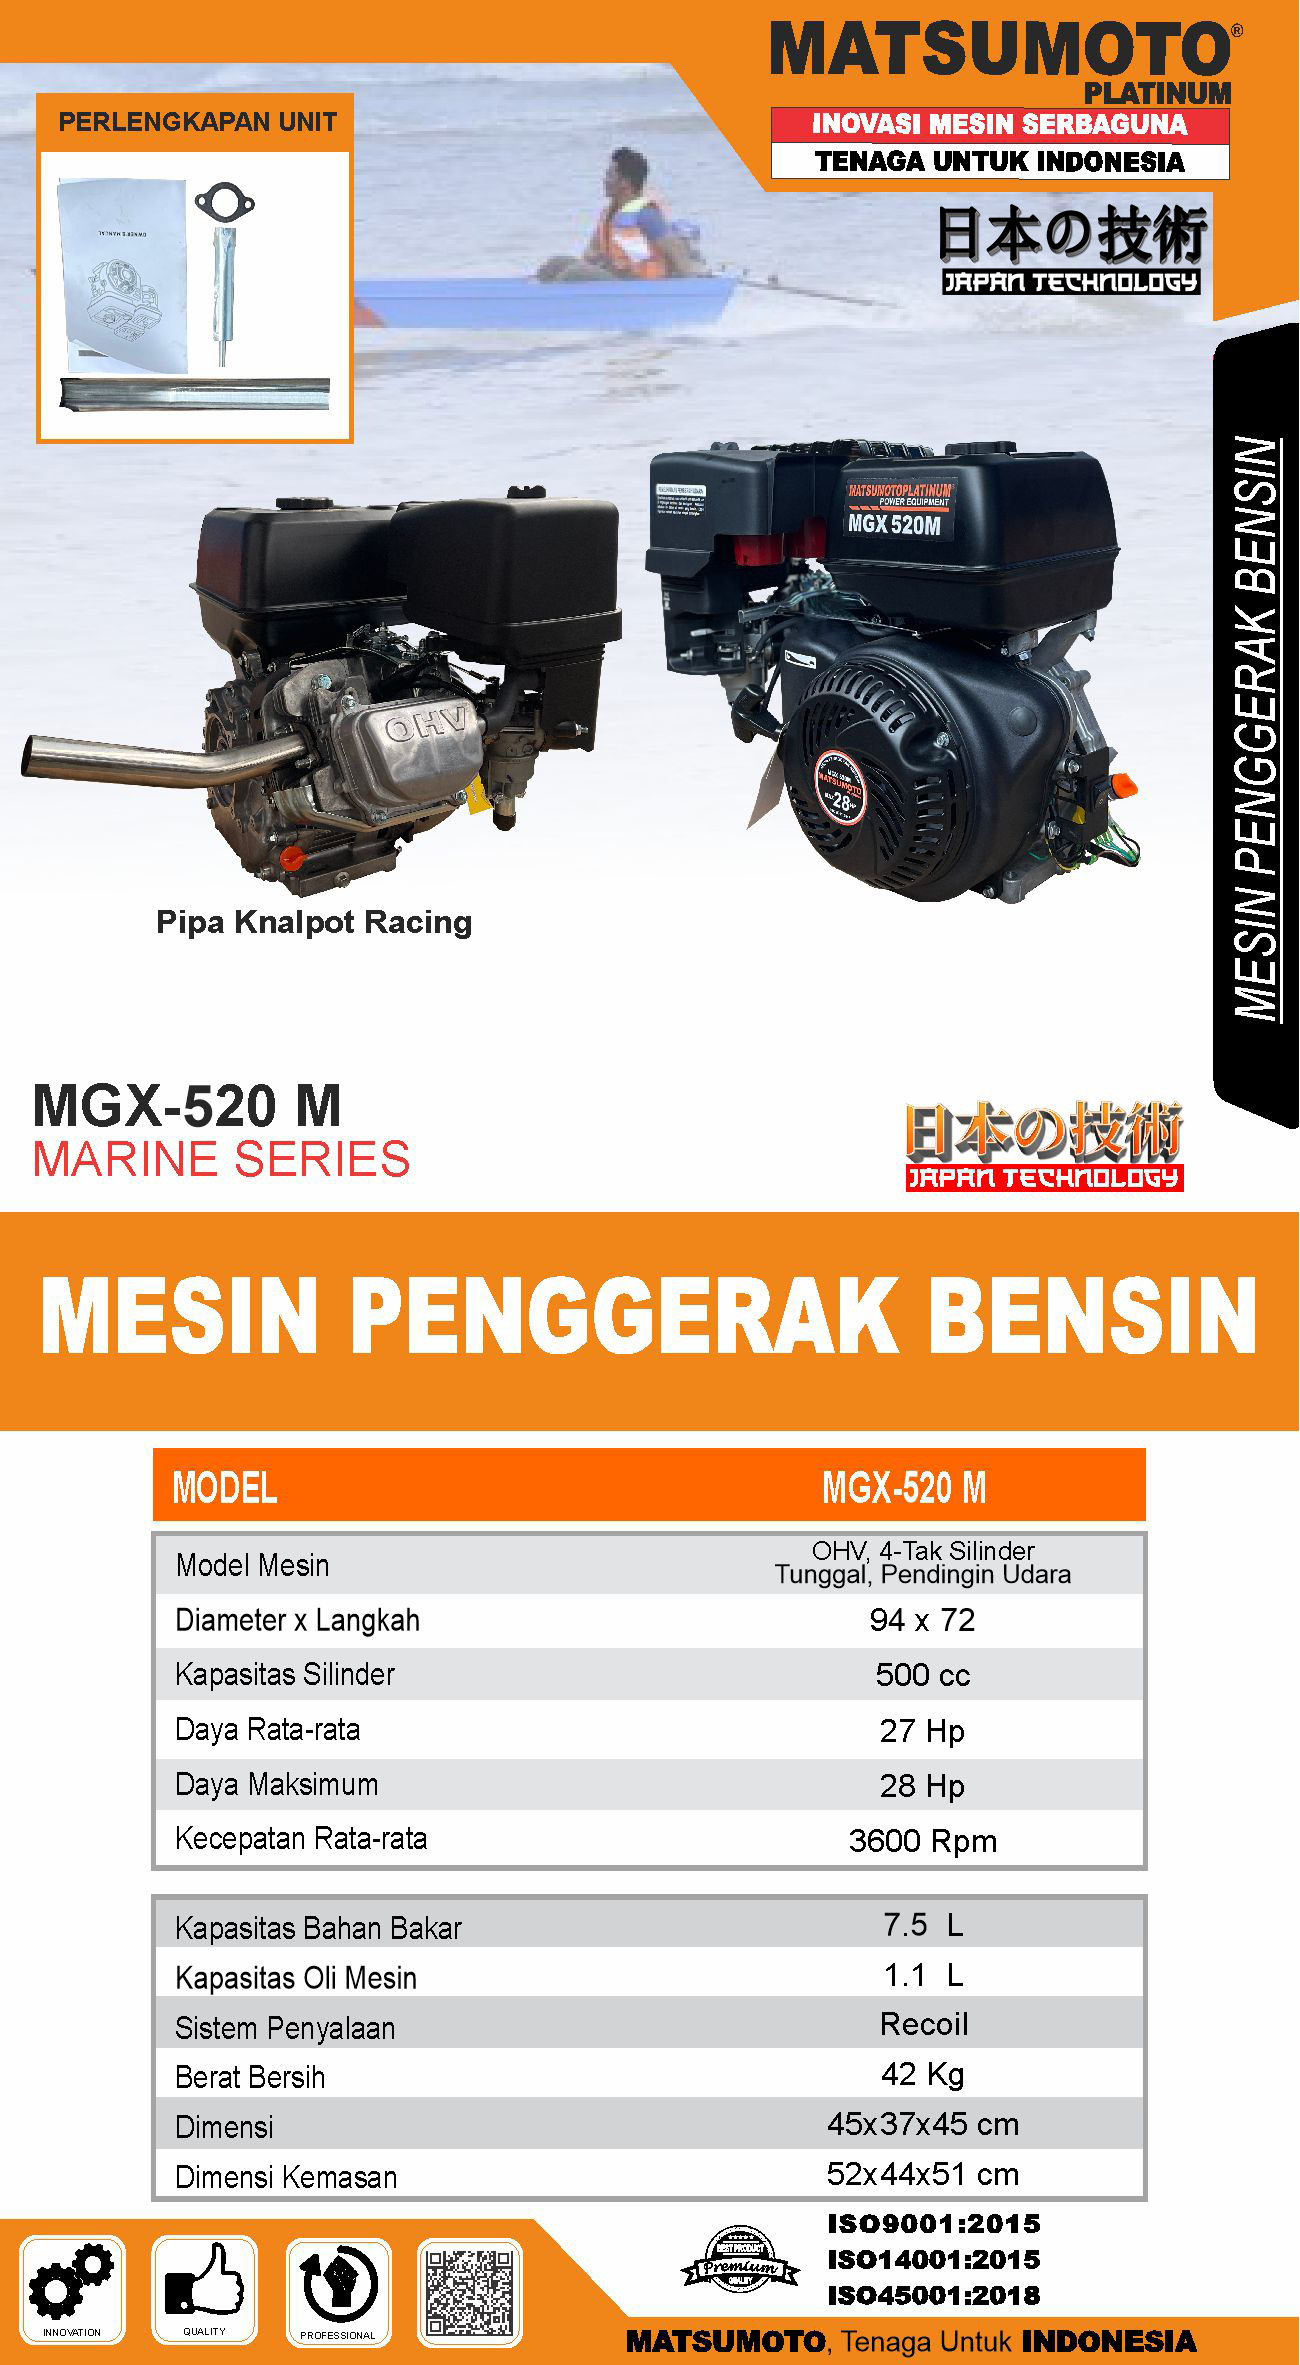 MATSUMOTO®
PLATINUM
INOVASI MESIN SERBAGUNA
TENAGA UNTUK INDONESIA
PERLENGKAPAN UNIT
OWNER'S MANUAL
日本の技術
JAPAN TECHNOLOGY
MESIN PENGGERAK BENSIN
MATSUMOTOPLATINUM
POWER EQUIPMENT
MGX 520M
OHV
MATSUMOTO
28
Pipa Knalpot Racing
MGX-520 M
MARINE SERIES
日本の技術
JAPAN TECHNOLOGY
MESIN PENGGERAK BENSIN
MODEL MGX-520 M
Model Mesin OHV, 4-Tak Silinder
Tunggal, Pendingin Udara
Diameter x Langkah 94 x 72
Kapasitas Silinder 500 cc
Daya Rata-rata 27 Hp
Daya Maksimum 28 Hp
Kecepatan Rata-rata 3600 Rpm
Kapasitas Bahan Bakar 7.5 L
Kapasitas Oli Mesin 1.1 L
Sistem Penyalaan Recoil
Berat Bersih 42 Kg
Dimensi 45x37x45 cm
Dimensi Kemasan 52x44x51 cm
INNOVATION
QUALITY
PROFESSIONAL
BEST PRODUCT
Premium
QUALITY
ISO9001:2015
ISO14001:2015
ISO45001:2018
MATSUMOTO, Tenaga Untuk INDONESIA